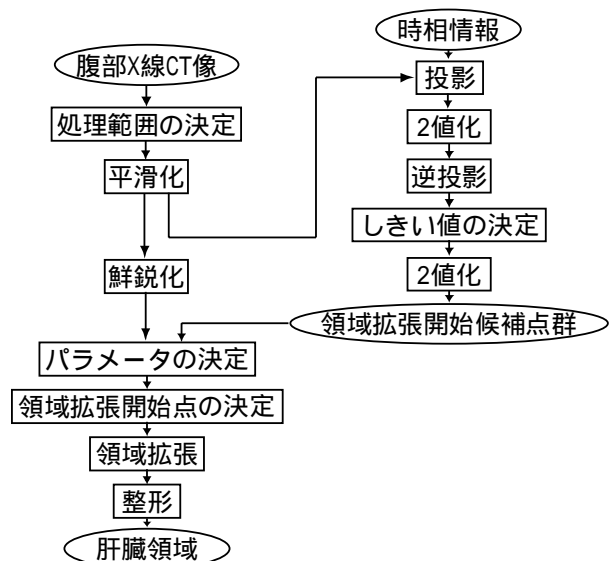 腹部X線CT像
処理範囲の決定
平滑化
鮮鋭化
時相情報
投影
2値化
逆投影
しきい値の決定
2値化
領域拡張開始候補点群
パラメータの決定
領域拡張開始点の決定
領域拡張
整形
肝臓領域